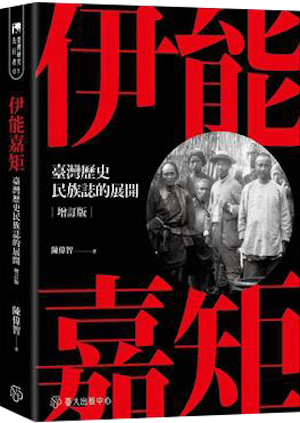 伊能
嘉矩
臺灣歷史
民族誌的展開
增訂版
陳偉智 著
臺大出版中心
伊能嘉矩
臺灣歷史民族誌的展開 增訂版
陳偉智 著